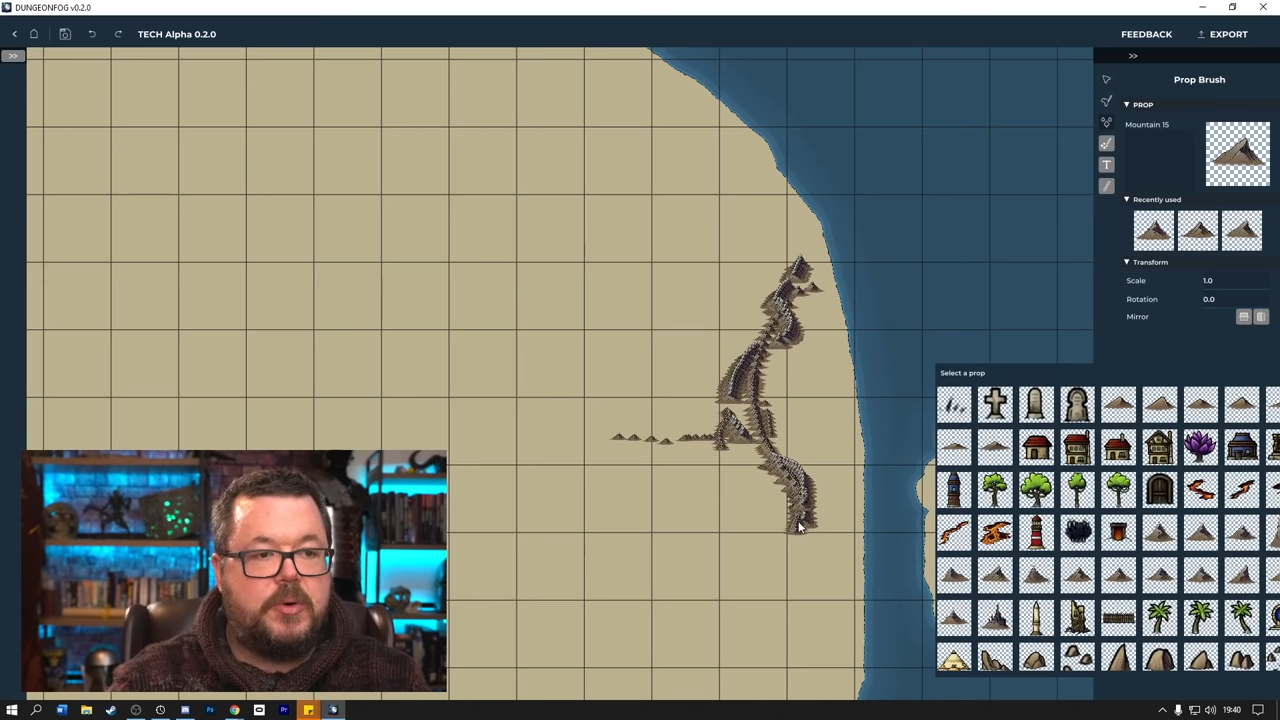 DUNGEONFOG v0.2.0
TECH Alpha 0.2.0
FEEDBACK
EXPORT
>>
>>
Prop Brush
PROP
Mountain 15
Recently used
Transform
Scale
1.0
Rotation
0.0
Mirror
Select a prop
T
19:40